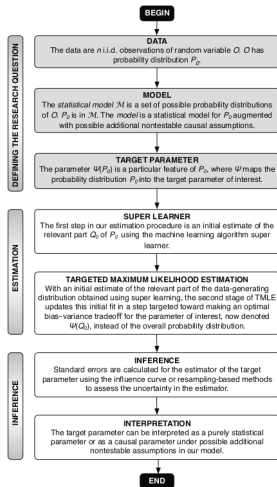 BEGIN
DEFINING THE RESEARCH QUESTION
DATA
The data are n i.i.d. observations of random variable O. O has
probability distribution P₀.
MODEL
The statistical model ℳ is a set of possible probability distributions
of O. P₀ is in ℳ. The model is a statistical model for P₀ augmented
with possible additional nontestable causal assumptions.
TARGET PARAMETER
The parameter Ψ(P₀) is a particular feature of P₀, where Ψ maps the
probability distribution P₀ into the target parameter of interest.
ESTIMATION
SUPER LEARNER
The first step in our estimation procedure is an initial estimate of the
relevant part Q₀ of P₀ using the machine learning algorithm super
learner.
TARGETED MAXIMUM LIKELIHOOD ESTIMATION
With an initial estimate of the relevant part of the data-generating
distribution obtained using super learning, the second stage of TMLE
updates this initial fit in a step targeted toward making an optimal
bias–variance tradeoff for the parameter of interest, now denoted
Ψ(Q₀), instead of the overall probability distribution.
INFERENCE
INFERENCE
Standard errors are calculated for the estimator of the target
parameter using the influence curve or resampling-based methods
to assess the uncertainty in the estimator.
INTERPRETATION
The target parameter can be interpreted as a purely statistical
parameter or as a causal parameter under possible additional
nontestable assumptions in our model.
END